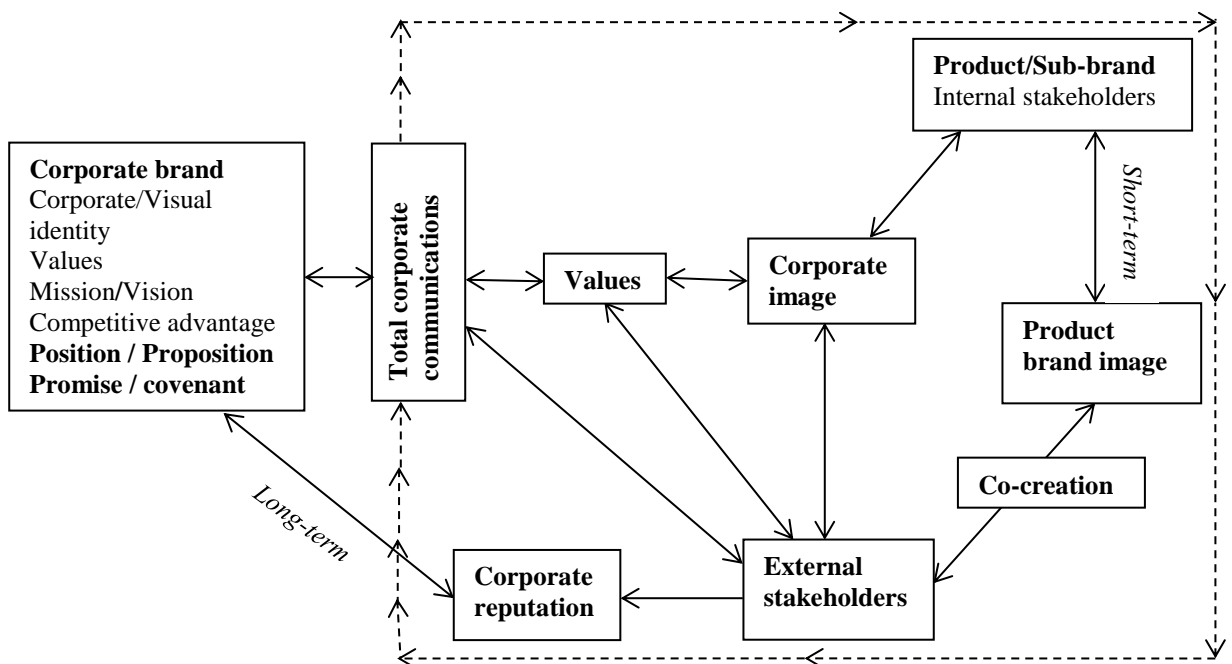 Product/Sub-brand
Internal stakeholders
Corporate brand
Corporate/Visual
identity
Values
Mission/Vision
Competitive advantage
Position / Proposition
Promise / covenant
Total corporate
communications
Values
Corporate
image
Short-term
Product
brand image
Co-creation
Long-term
Corporate
reputation
External
stakeholders